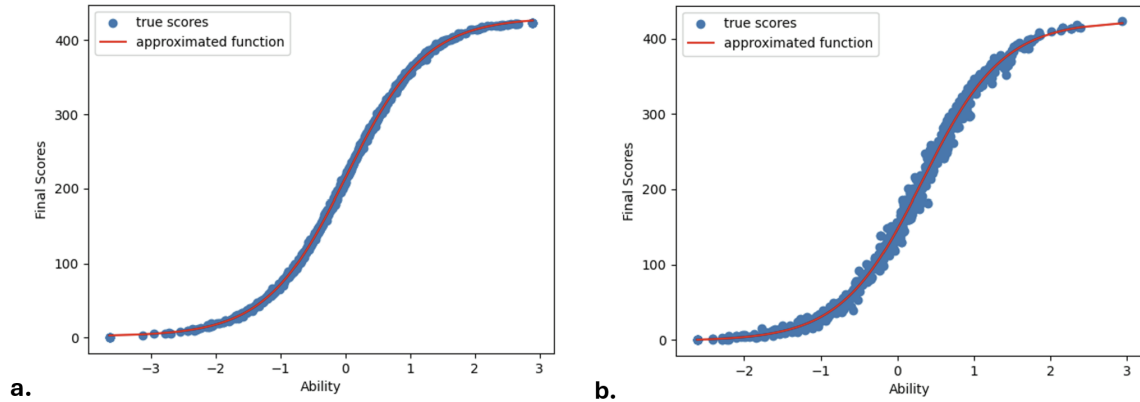 true scores
approximated function
400
300
200
100
0
Final Scores
−3 −2 −1 0 1 2 3
Ability
a.
true scores
approximated function
400
300
200
100
0
Final Scores
−2 −1 0 1 2 3
Ability
b.